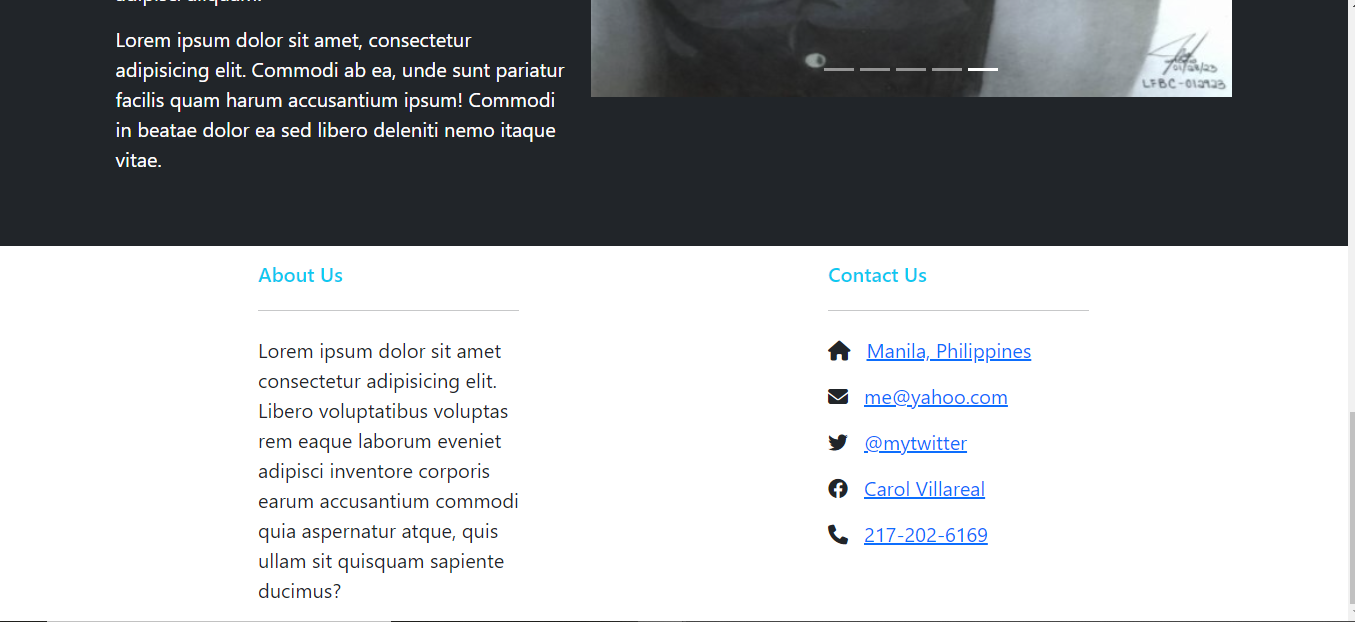 Lorem ipsum dolor sit amet, consectetur
adipisicing elit. Commodi ab ea, unde sunt pariatur
facilis quam harum accusantium ipsum! Commodi
in beatae dolor ea sed libero deleniti nemo itaque
vitae.
01/28/23
LFBC-012923
About Us
Lorem ipsum dolor sit amet
consectetur adipisicing elit.
Libero voluptatibus voluptas
rem eaque laborum eveniet
adipisci inventore corporis
earum accusantium commodi
quia aspernatur atque, quis
ullam sit quisquam sapiente
ducimus?
Contact Us
Manila, Philippines
me@yahoo.com
@mytwitter
Carol Villareal
217-202-6169